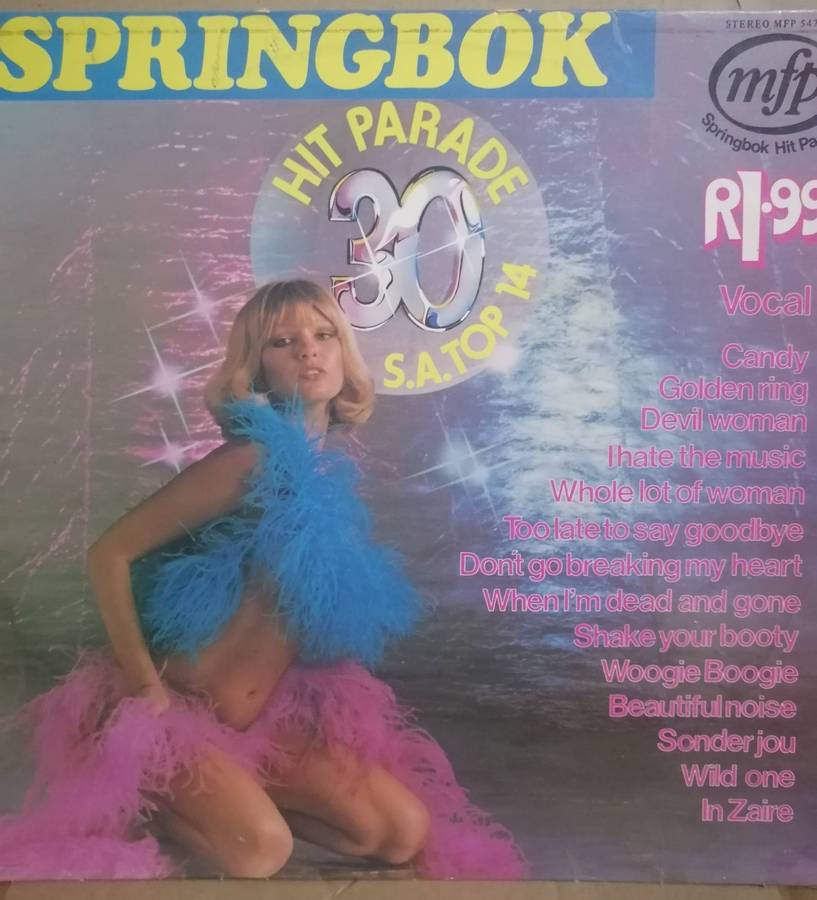 SPRINGBOK
STEREO MFP 547
mfp
Springbok Hit Pa
HIT PARADE
30
S.A. TOP 14
R1·99
Vocal
Candy
Golden ring
Devil woman
I hate the music
Whole lot of woman
Too late to say goodbye
Don't go breaking my heart
When I'm dead and gone
Shake your booty
Woogie Boogie
Beautiful noise
Sonder jou
Wild one
In Zaire